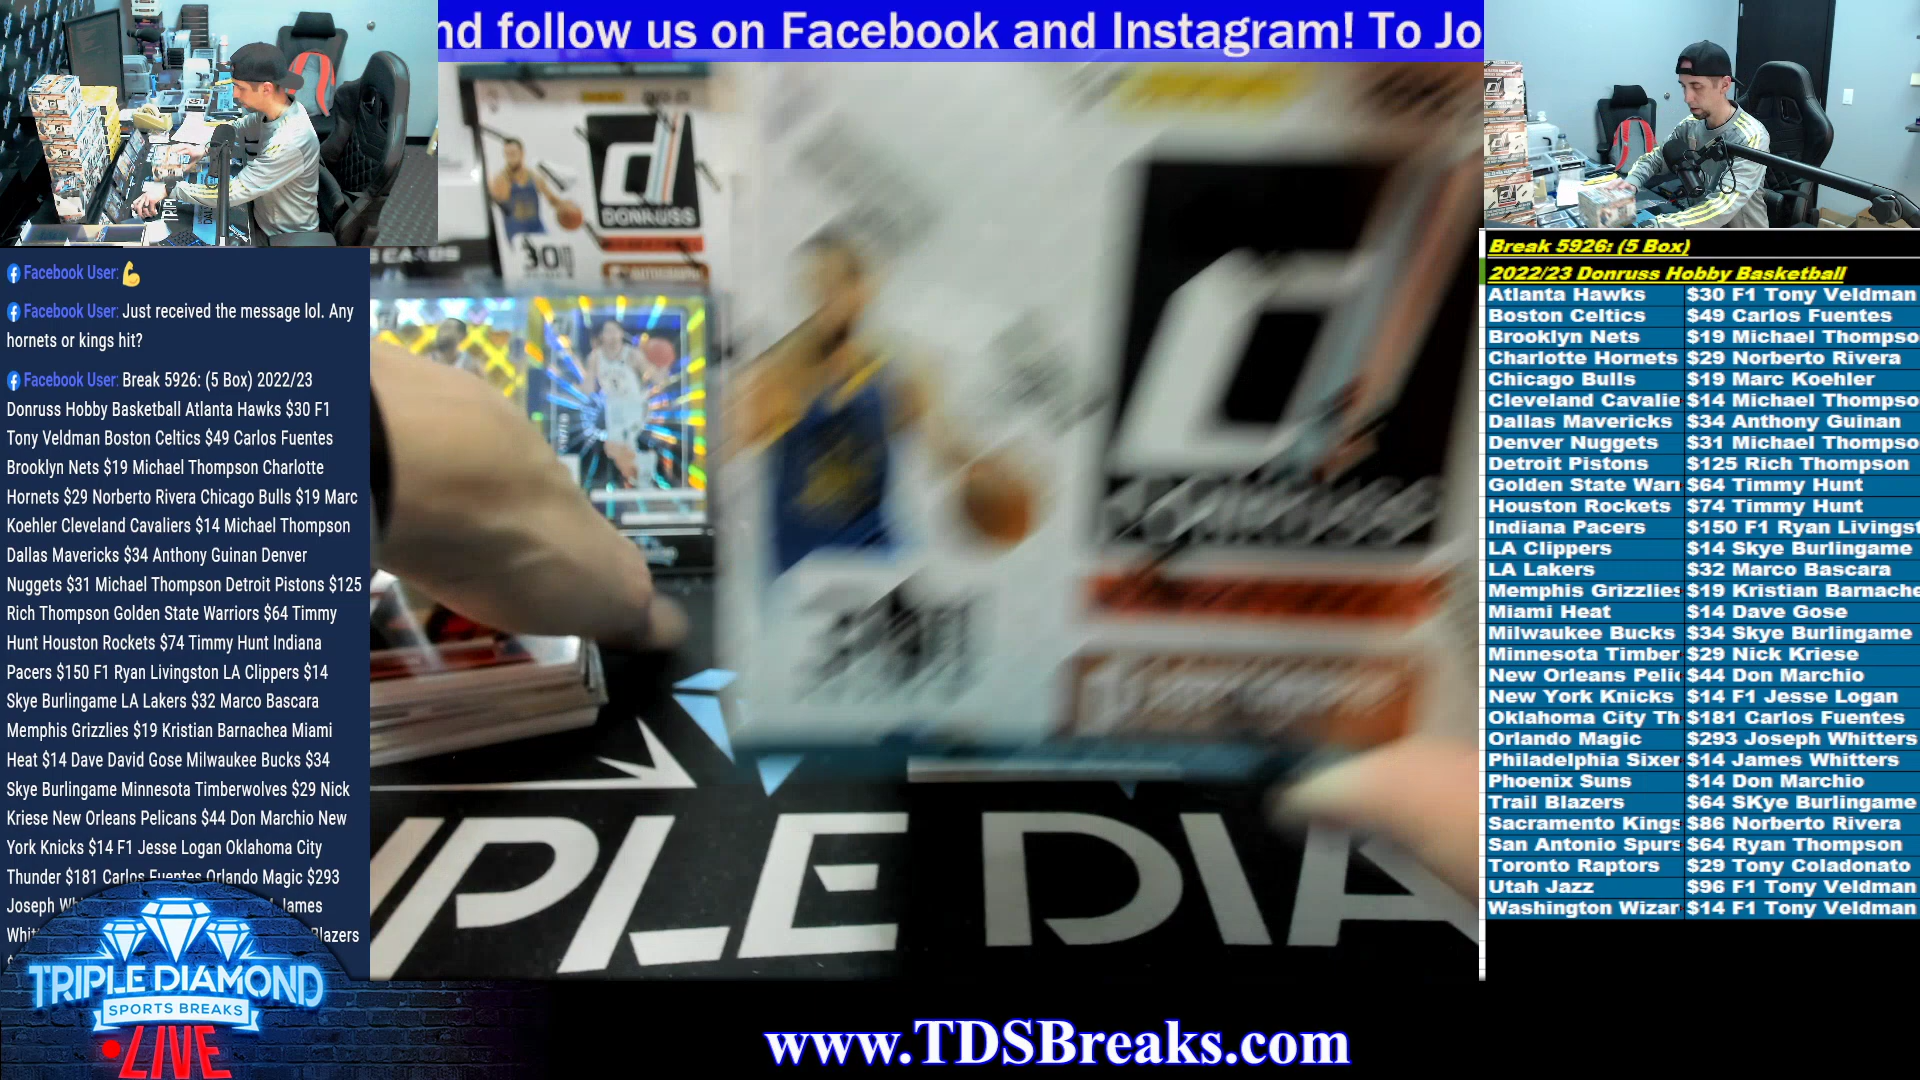 nd follow us on Facebook and Instagram! To Jo
Facebook User: 💪
Facebook User: Just received the message lol. Any
hornets or kings hit?
Facebook User: Break 5926: (5 Box) 2022/23
Donruss Hobby Basketball Atlanta Hawks $30 F1
Tony Veldman Boston Celtics $49 Carlos Fuentes
Brooklyn Nets $19 Michael Thompson Charlotte
Hornets $29 Norberto Rivera Chicago Bulls $19 Marc
Koehler Cleveland Cavaliers $14 Michael Thompson
Dallas Mavericks $34 Anthony Guinan Denver
Nuggets $31 Michael Thompson Detroit Pistons $125
Rich Thompson Golden State Warriors $64 Timmy
Hunt Houston Rockets $74 Timmy Hunt Indiana
Pacers $150 F1 Ryan Livingston LA Clippers $14
Skye Burlingame LA Lakers $32 Marco Bascara
Memphis Grizzlies $19 Kristian Barnachea Miami
Heat $14 Dave David Gose Milwaukee Bucks $34
Skye Burlingame Minnesota Timberwolves $29 Nick
Kriese New Orleans Pelicans $44 Don Marchio New
York Knicks $14 F1 Jesse Logan Oklahoma City
Thunder $181 Carlos Fuentes Orlando Magic $293
Joseph Wh James
Whit Blazers
TRIPLE DIAMOND
SPORTS BREAKS
LIVE
DONRUSS
30
CARDS
DONRUSS
PLE DIA
www.TDSBreaks.com
Break 5926: (5 Box)
2022/23 Donruss Hobby Basketball
Atlanta Hawks $30 F1 Tony Veldman
Boston Celtics $49 Carlos Fuentes
Brooklyn Nets $19 Michael Thompso
Charlotte Hornets $29 Norberto Rivera
Chicago Bulls $19 Marc Koehler
Cleveland Cavalie $14 Michael Thompso
Dallas Mavericks $34 Anthony Guinan
Denver Nuggets $31 Michael Thompso
Detroit Pistons $125 Rich Thompson
Golden State Warr $64 Timmy Hunt
Houston Rockets $74 Timmy Hunt
Indiana Pacers $150 F1 Ryan Livingst
LA Clippers $14 Skye Burlingame
LA Lakers $32 Marco Bascara
Memphis Grizzlies $19 Kristian Barnache
Miami Heat $14 Dave Gose
Milwaukee Bucks $34 Skye Burlingame
Minnesota Timber $29 Nick Kriese
New Orleans Pelic $44 Don Marchio
New York Knicks $14 F1 Jesse Logan
Oklahoma City Th $181 Carlos Fuentes
Orlando Magic $293 Joseph Whitters
Philadelphia Sixer $14 James Whitters
Phoenix Suns $14 Don Marchio
Trail Blazers $64 SKye Burlingame
Sacramento Kings $86 Norberto Rivera
San Antonio Spurs $64 Ryan Thompson
Toronto Raptors $29 Tony Coladonato
Utah Jazz $96 F1 Tony Veldman
Washington Wizar $14 F1 Tony Veldman